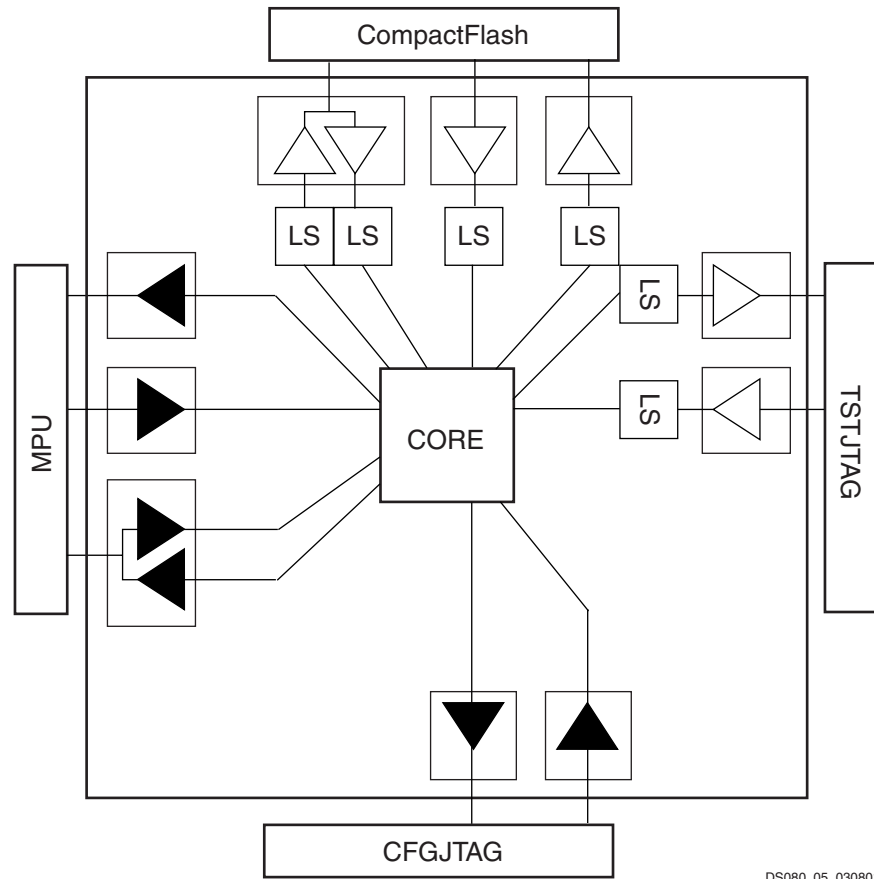 CompactFlash
LS
LS
LS
LS
LS
LS
MPU
CORE
TSTJTAG
CFGJTAG
DS080_05_03080